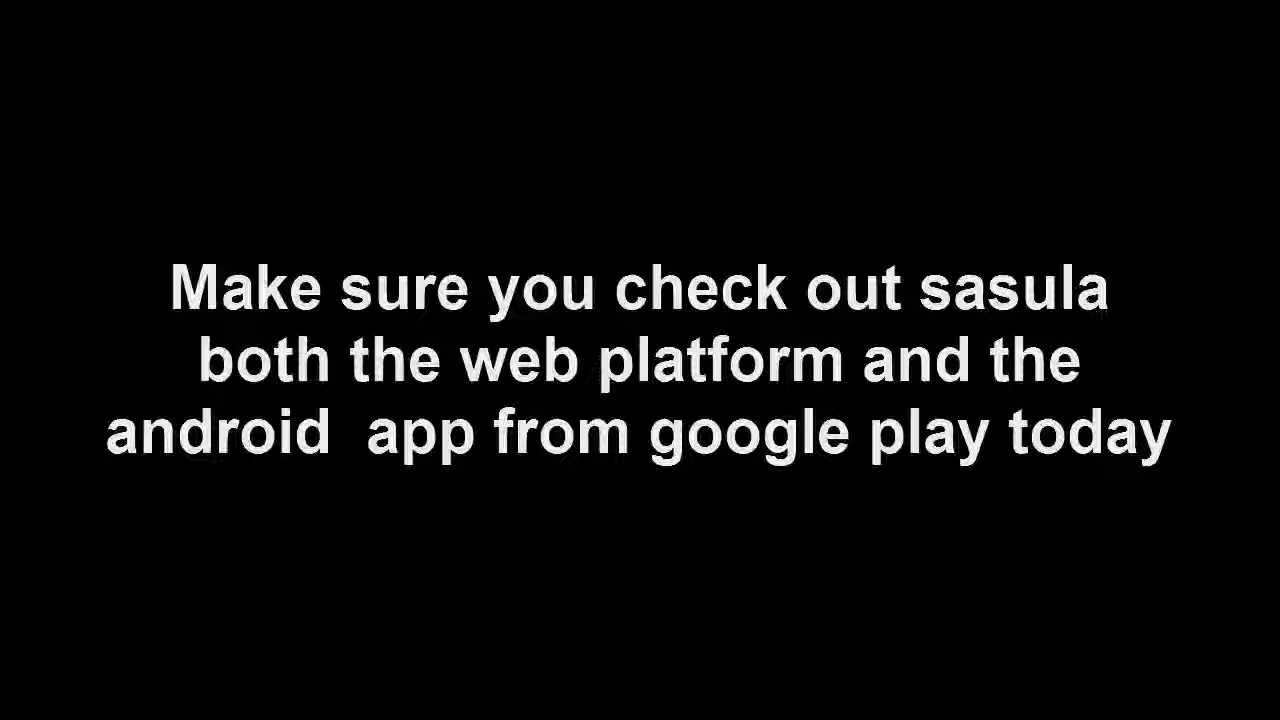 Make sure you check out sasula
both the web platform and the
android  app from google play today